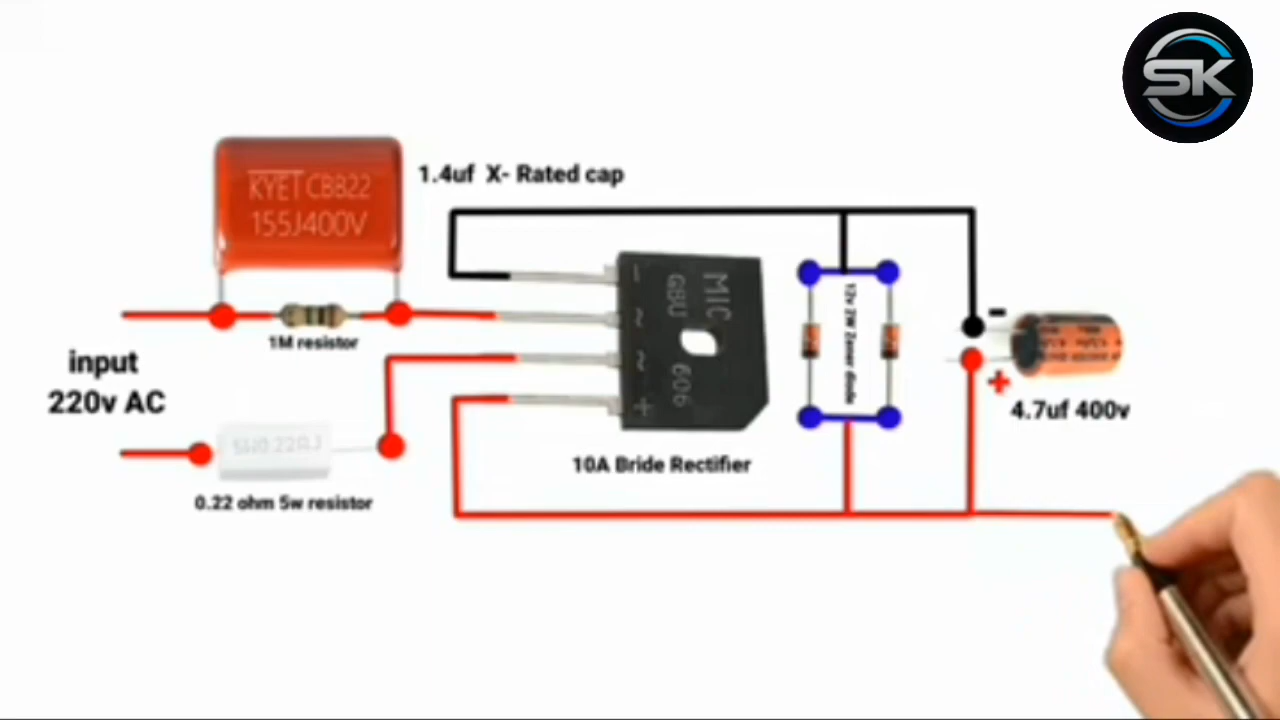 SK
KYET CBB22
155J400V
1.4uf X- Rated cap
1M resistor
input
220v AC
0.22 ohm 5w resistor
-
~
~
+
MIC
GBU 606
10A Bride Rectifier
12v 2W Zener diode
-
+
4.7uf 400v